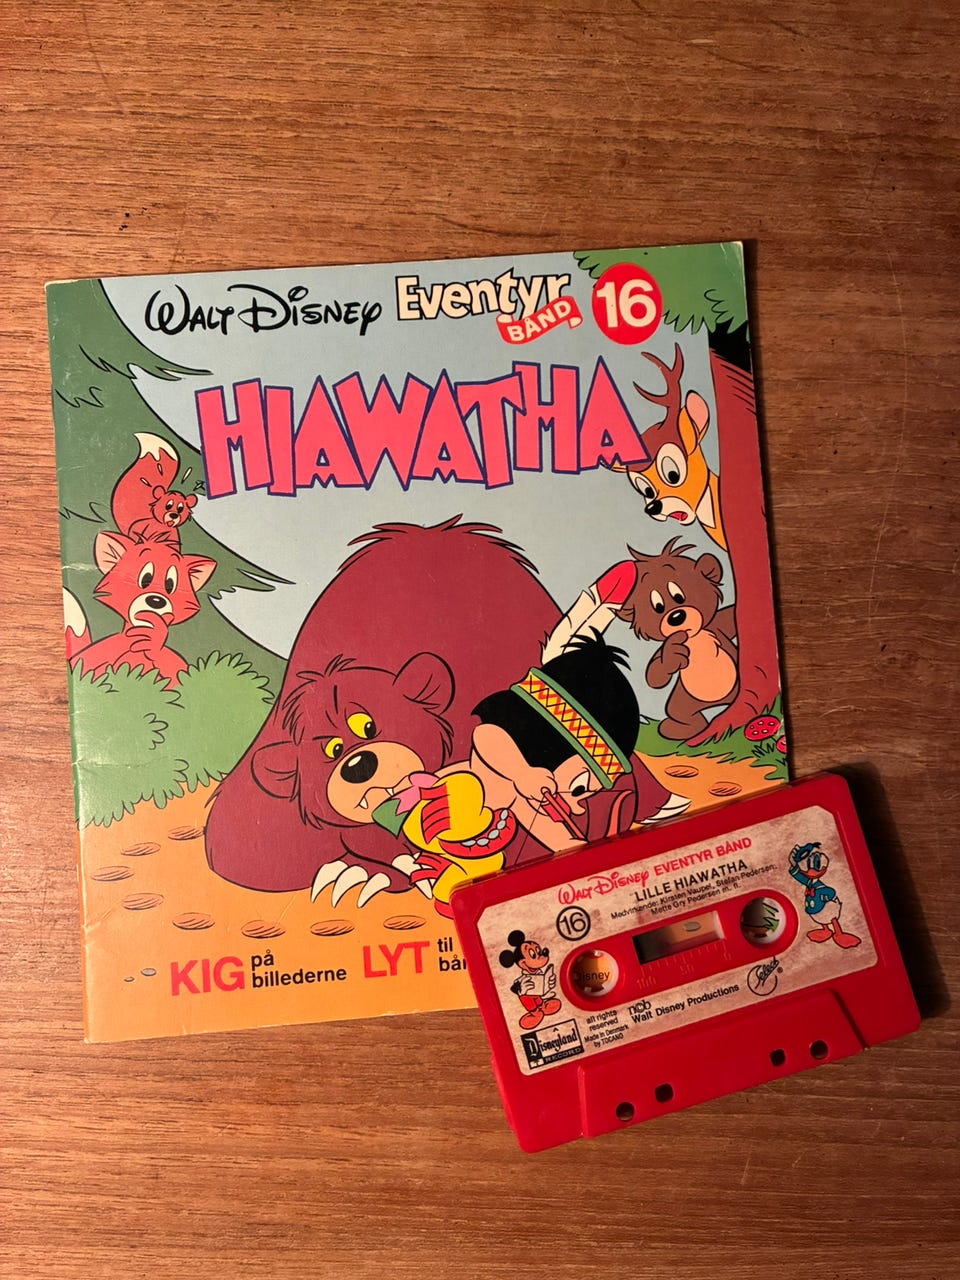 WALT DISNEY Eventyr
BÅND
16
HIAWATHA
KIG på
billederne
LYT til
WALT DISNEY EVENTYR BÅND
LILLE HIAWATHA
Medvirkende: Kirsten Vaupel, Stefan Pedersen,
Mette Gry Pedersen m. fl.
16
Disney
100 50 0
all rights
reserved
ncb
Walt Disney Productions
Select ®
Made in Denmark
by TOCANO
Disneyland
RECORD